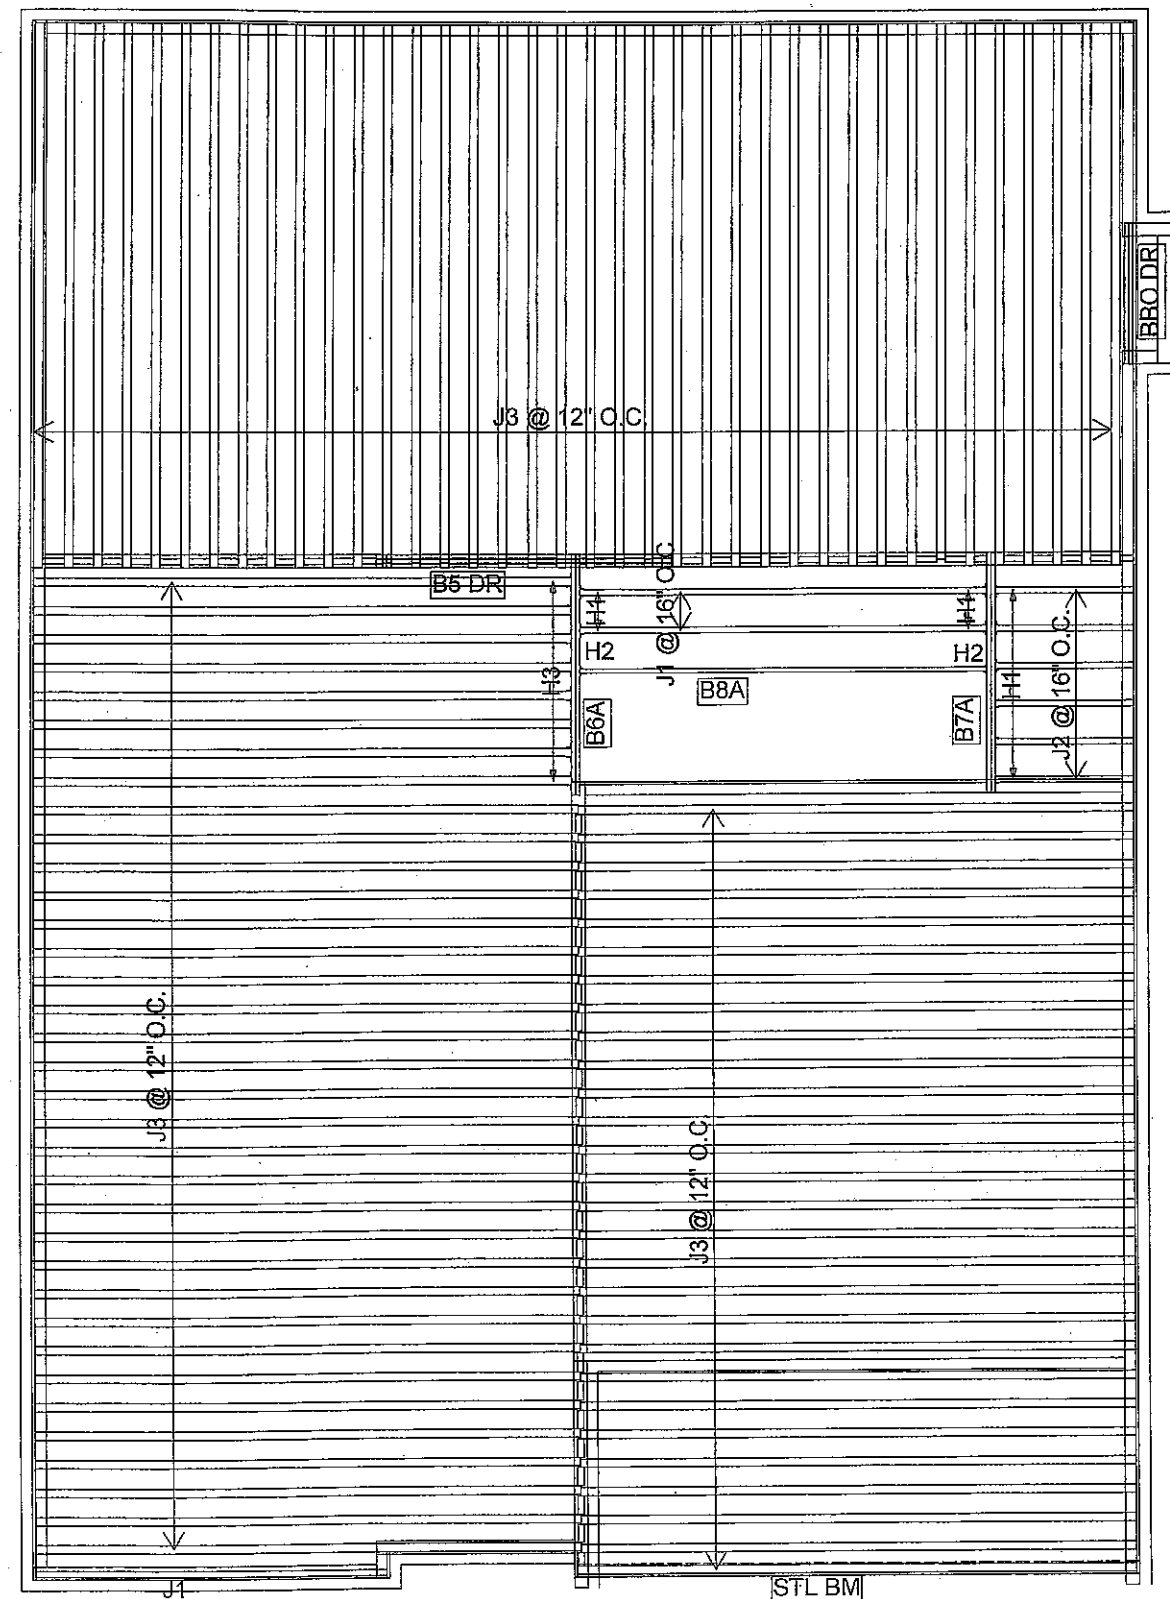 BBO DR
J3 @ 12" O.C.
B5 DR
H1
J1 @ 16" O.C
H1
H2
H2
H3
B8A
B6A
B7A
H1
J2 @ 16" O.C.
J3 @ 12" O.C.
J3 @ 12" O.C.
J1
STL BM